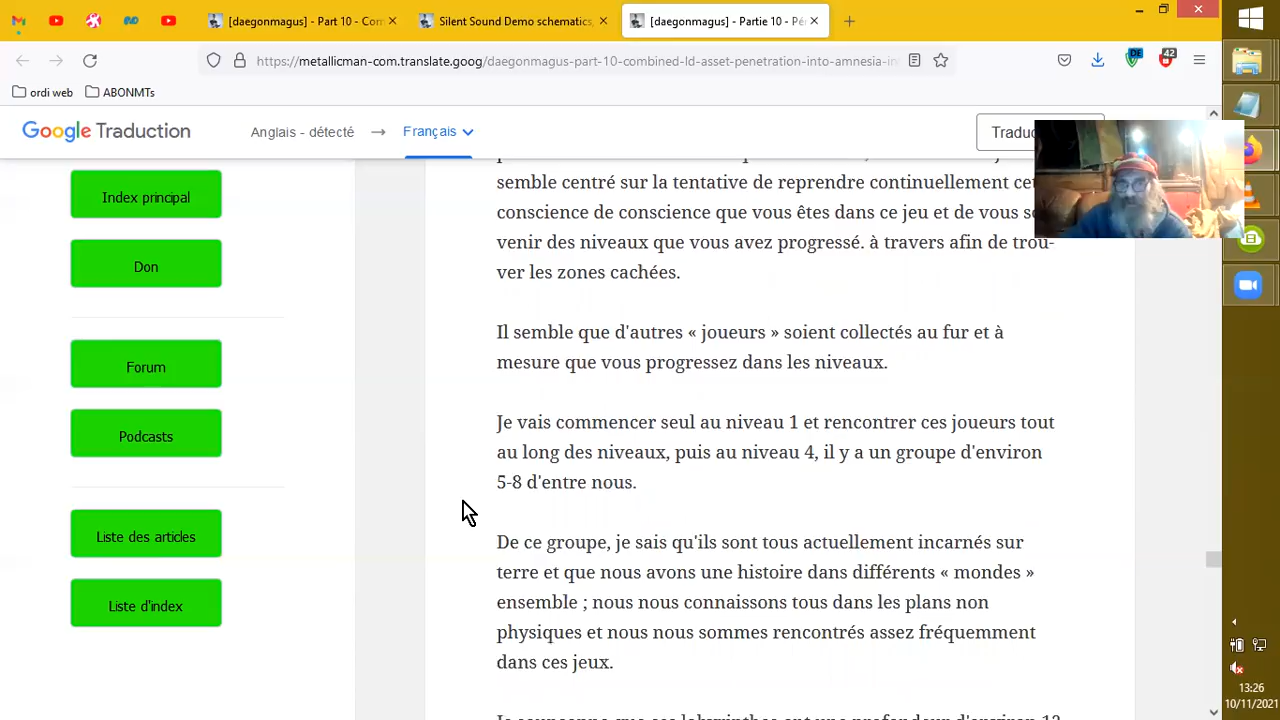 [daegonmagus] - Part 10 - Con
Silent Sound Demo schematics,
[daegonmagus] - Partie 10 - Pé
https://metallicman-com.translate.goog/daegonmagus-part-10-combined-ld-asset-penetration-into-amnesia-in
DE
42
ordi web
ABONMTs
Google Traduction
Anglais - détecté
Français
Traduc
semble centré sur la tentative de reprendre continuellement cet
conscience de conscience que vous êtes dans ce jeu et de vous so
venir des niveaux que vous avez progressé. à travers afin de trou-
ver les zones cachées.
Il semble que d'autres « joueurs » soient collectés au fur et à
mesure que vous progressez dans les niveaux.
Je vais commencer seul au niveau 1 et rencontrer ces joueurs tout
au long des niveaux, puis au niveau 4, il y a un groupe d'environ
5-8 d'entre nous.
De ce groupe, je sais qu'ils sont tous actuellement incarnés sur
terre et que nous avons une histoire dans différents « mondes »
ensemble ; nous nous connaissons tous dans les plans non
physiques et nous nous sommes rencontrés assez fréquemment
dans ces jeux.
Index principal
Don
Forum
Podcasts
Liste des articles
Liste d'index
13:26
10/11/2021